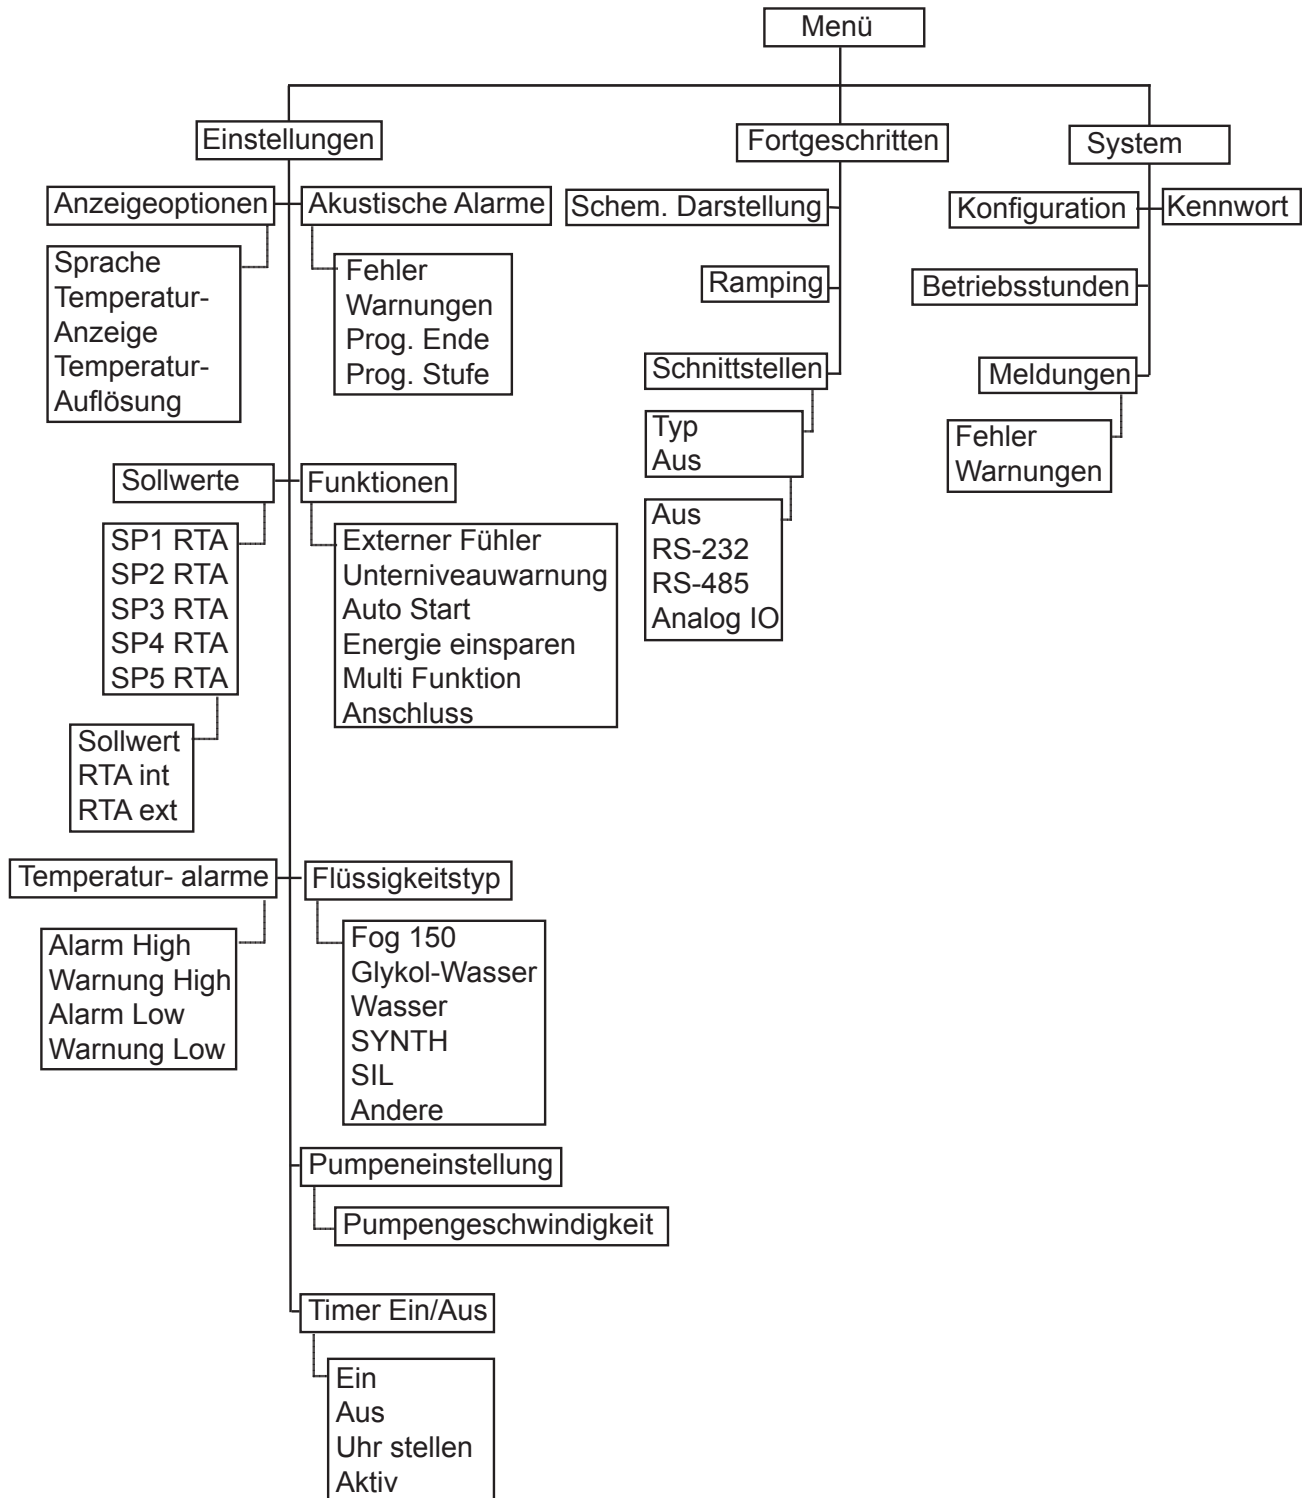 Menü
Einstellungen
Anzeigeoptionen
Sprache
Temperatur-
Anzeige
Temperatur-
Auflösung
Akustische Alarme
Fehler
Warnungen
Prog. Ende
Prog. Stufe
Sollwerte
SP1 RTA
SP2 RTA
SP3 RTA
SP4 RTA
SP5 RTA
Sollwert
RTA int
RTA ext
Funktionen
Externer Fühler
Unterniveauwarnung
Auto Start
Energie einsparen
Multi Funktion
Anschluss
Temperatur- alarme
Alarm High
Warnung High
Alarm Low
Warnung Low
Flüssigkeitstyp
Fog 150
Glykol-Wasser
Wasser
SYNTH
SIL
Andere
Pumpeneinstellung
Pumpengeschwindigkeit
Timer Ein/Aus
Ein
Aus
Uhr stellen
Aktiv
Fortgeschritten
Schem. Darstellung
Ramping
Schnittstellen
Typ
Aus
Aus
RS-232
RS-485
Analog IO
System
Konfiguration
Kennwort
Betriebsstunden
Meldungen
Fehler
Warnungen